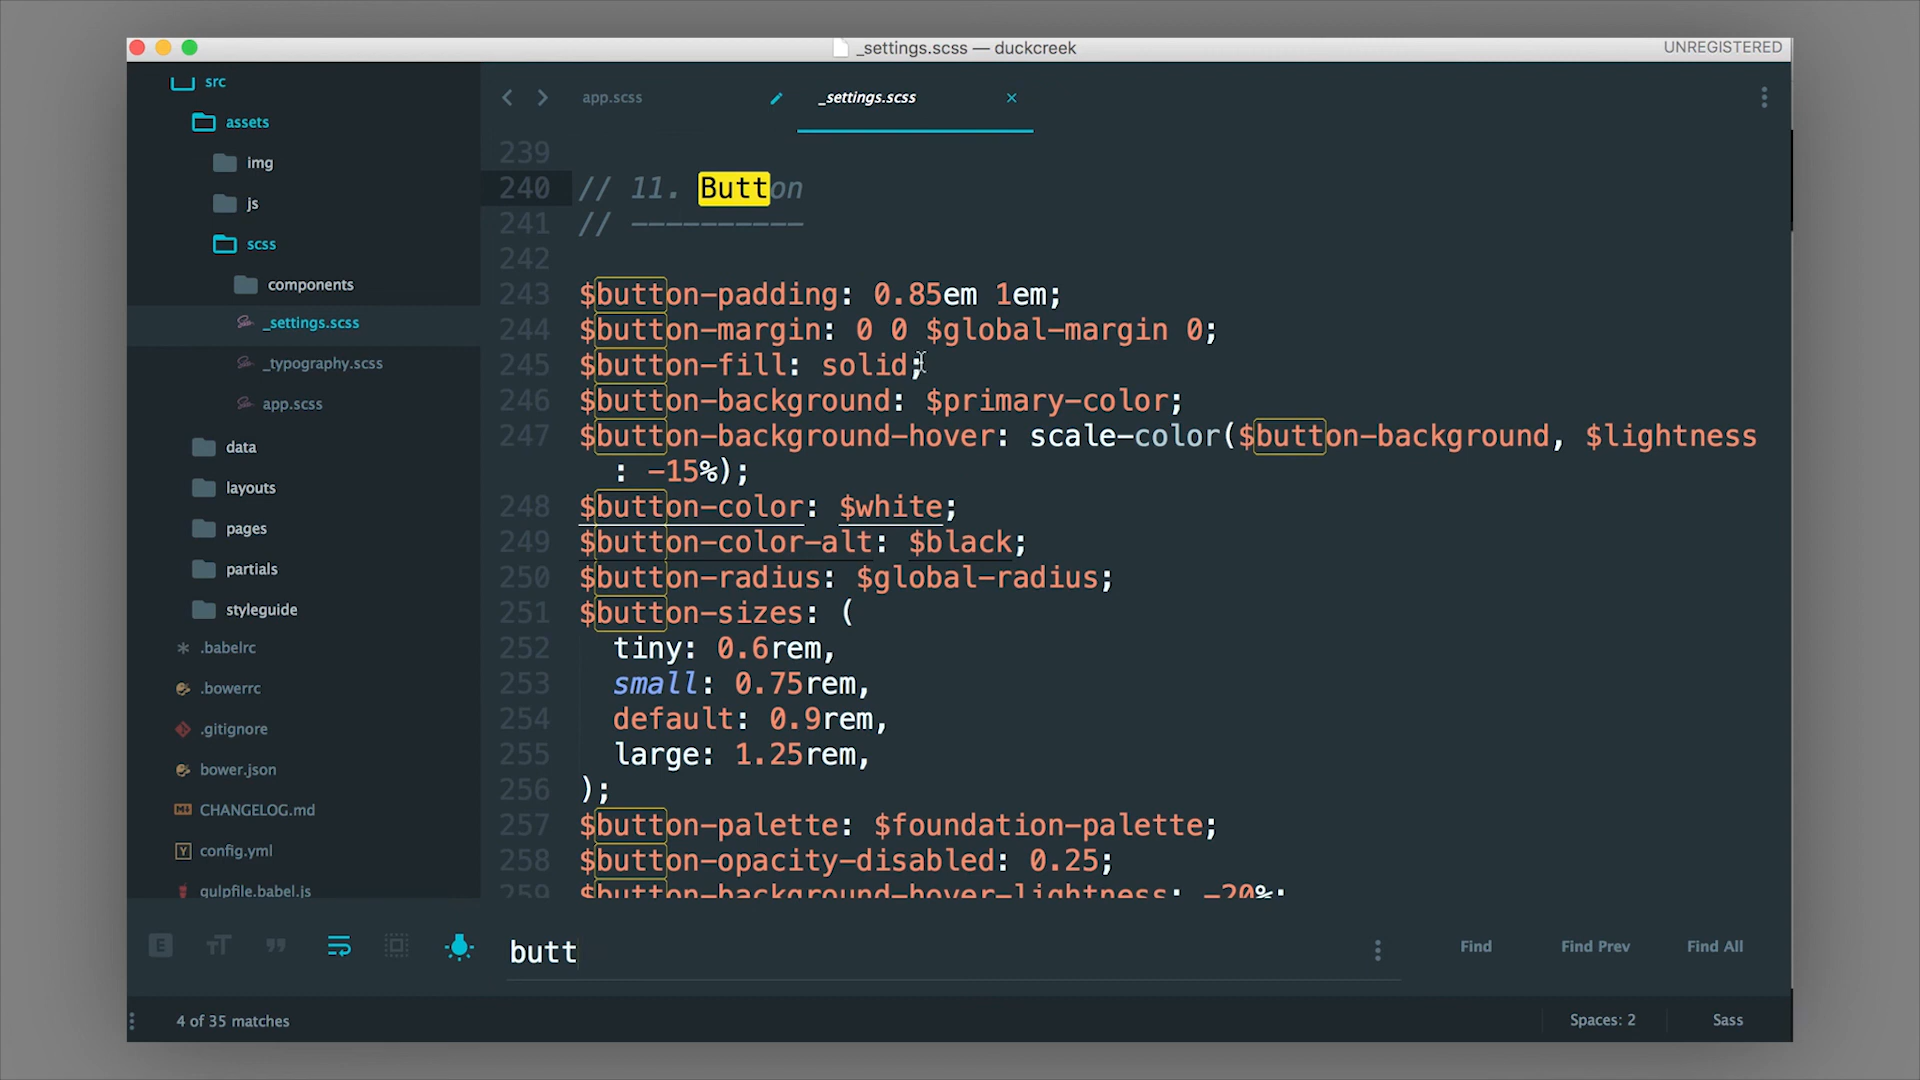 _settings.scss — duckcreek
UNREGISTERED
src
assets
img
js
scss
components
_settings.scss
_typography.scss
app.scss
data
layouts
pages
partials
styleguide
.babelrc
.bowerrc
.gitignore
bower.json
CHANGELOG.md
config.yml
gulpfile.babel.js
app.scss
_settings.scss
239
240 // 11. Button
241 // ----------
242
243 $button-padding: 0.85em 1em;
244 $button-margin: 0 0 $global-margin 0;
245 $button-fill: solid;
246 $button-background: $primary-color;
247 $button-background-hover: scale-color($button-background, $lightness
: -15%);
248 $button-color: $white;
249 $button-color-alt: $black;
250 $button-radius: $global-radius;
251 $button-sizes: (
252 tiny: 0.6rem,
253 small: 0.75rem,
254 default: 0.9rem,
255 large: 1.25rem,
256 );
257 $button-palette: $foundation-palette;
258 $button-opacity-disabled: 0.25;
259 $button-background-hover-lightness: -20%;
butt
Find
Find Prev
Find All
4 of 35 matches
Spaces: 2
Sass